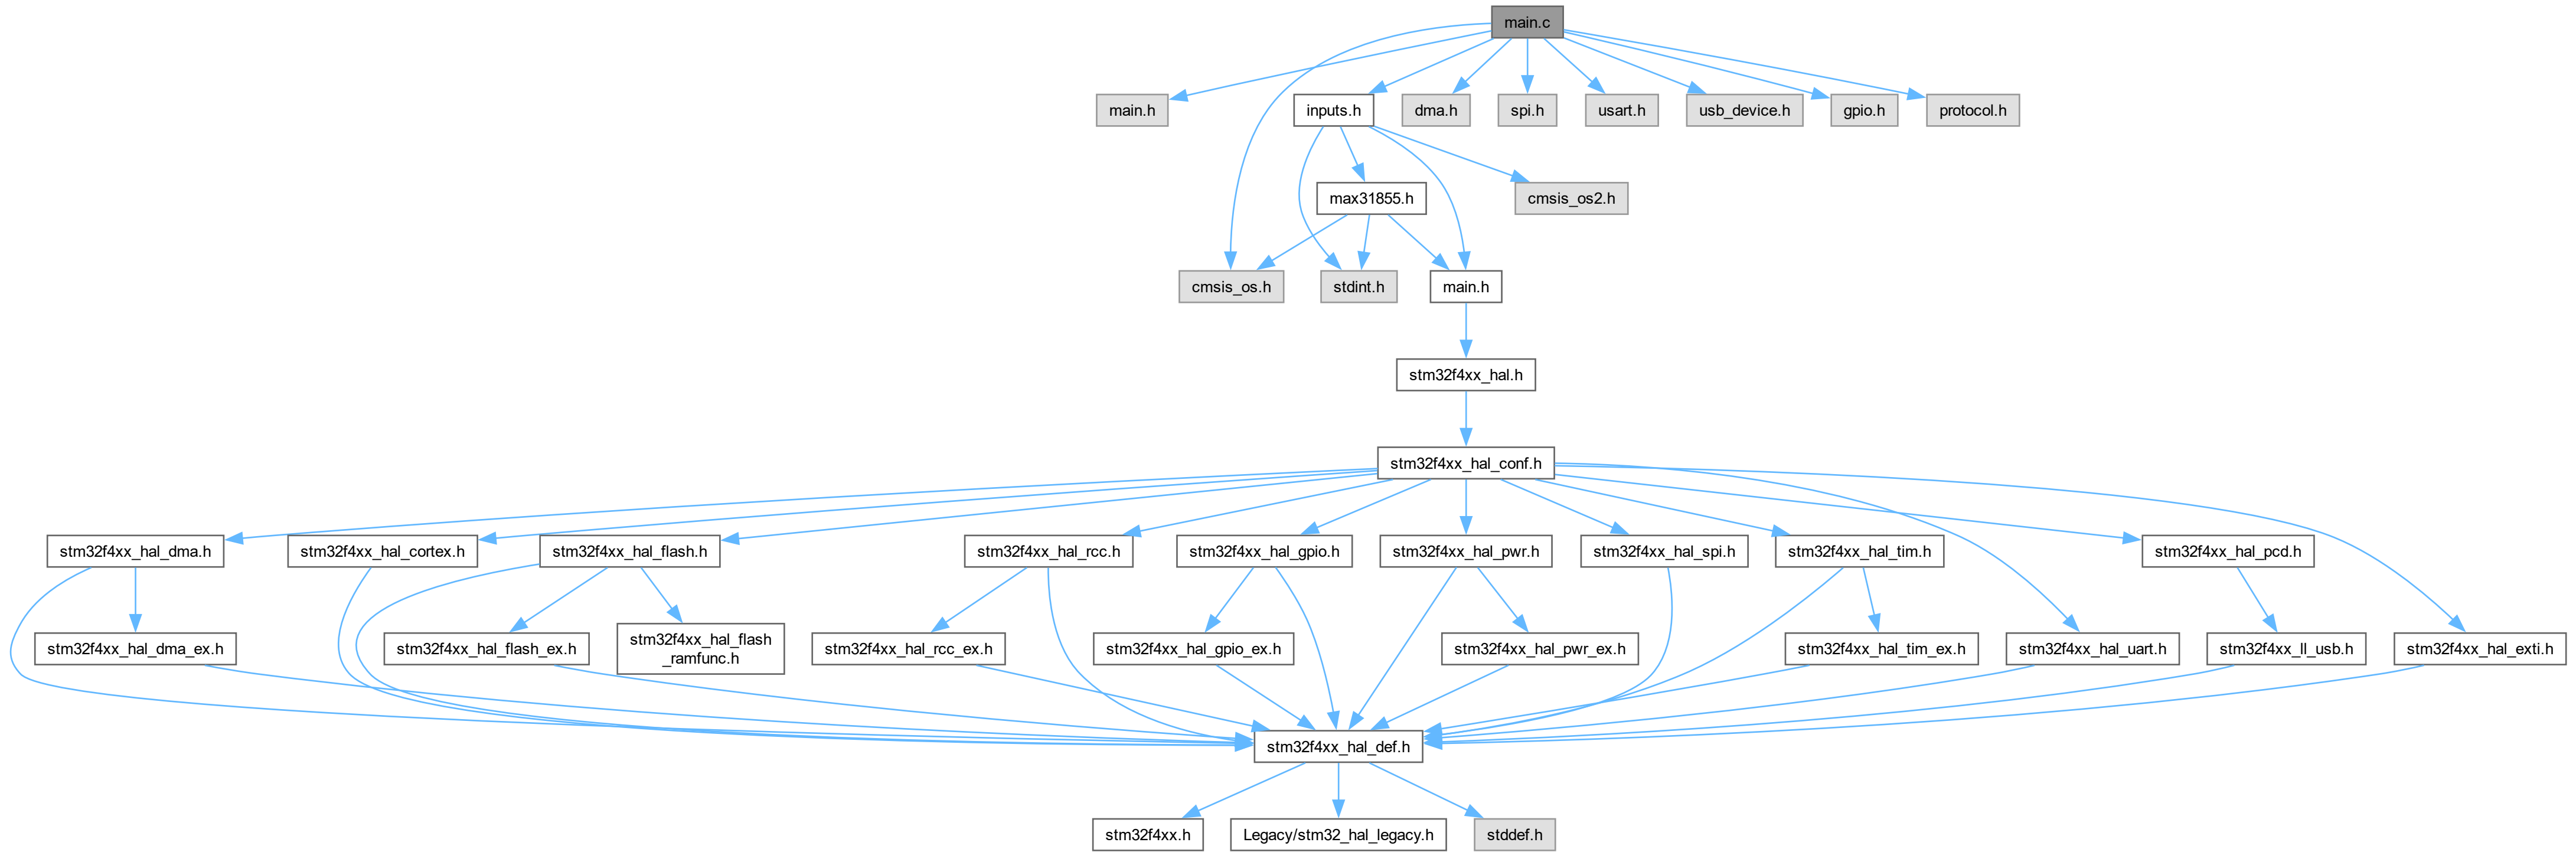 main.c
main.h
inputs.h
dma.h
spi.h
usart.h
usb_device.h
gpio.h
protocol.h
max31855.h
cmsis_os2.h
cmsis_os.h
stdint.h
main.h
stm32f4xx_hal.h
stm32f4xx_hal_conf.h
stm32f4xx_hal_dma.h
stm32f4xx_hal_cortex.h
stm32f4xx_hal_flash.h
stm32f4xx_hal_rcc.h
stm32f4xx_hal_gpio.h
stm32f4xx_hal_pwr.h
stm32f4xx_hal_spi.h
stm32f4xx_hal_tim.h
stm32f4xx_hal_pcd.h
stm32f4xx_hal_dma_ex.h
stm32f4xx_hal_flash_ex.h
stm32f4xx_hal_flash
_ramfunc.h
stm32f4xx_hal_rcc_ex.h
stm32f4xx_hal_gpio_ex.h
stm32f4xx_hal_pwr_ex.h
stm32f4xx_hal_tim_ex.h
stm32f4xx_hal_uart.h
stm32f4xx_ll_usb.h
stm32f4xx_hal_exti.h
stm32f4xx_hal_def.h
stm32f4xx.h
Legacy/stm32_hal_legacy.h
stddef.h